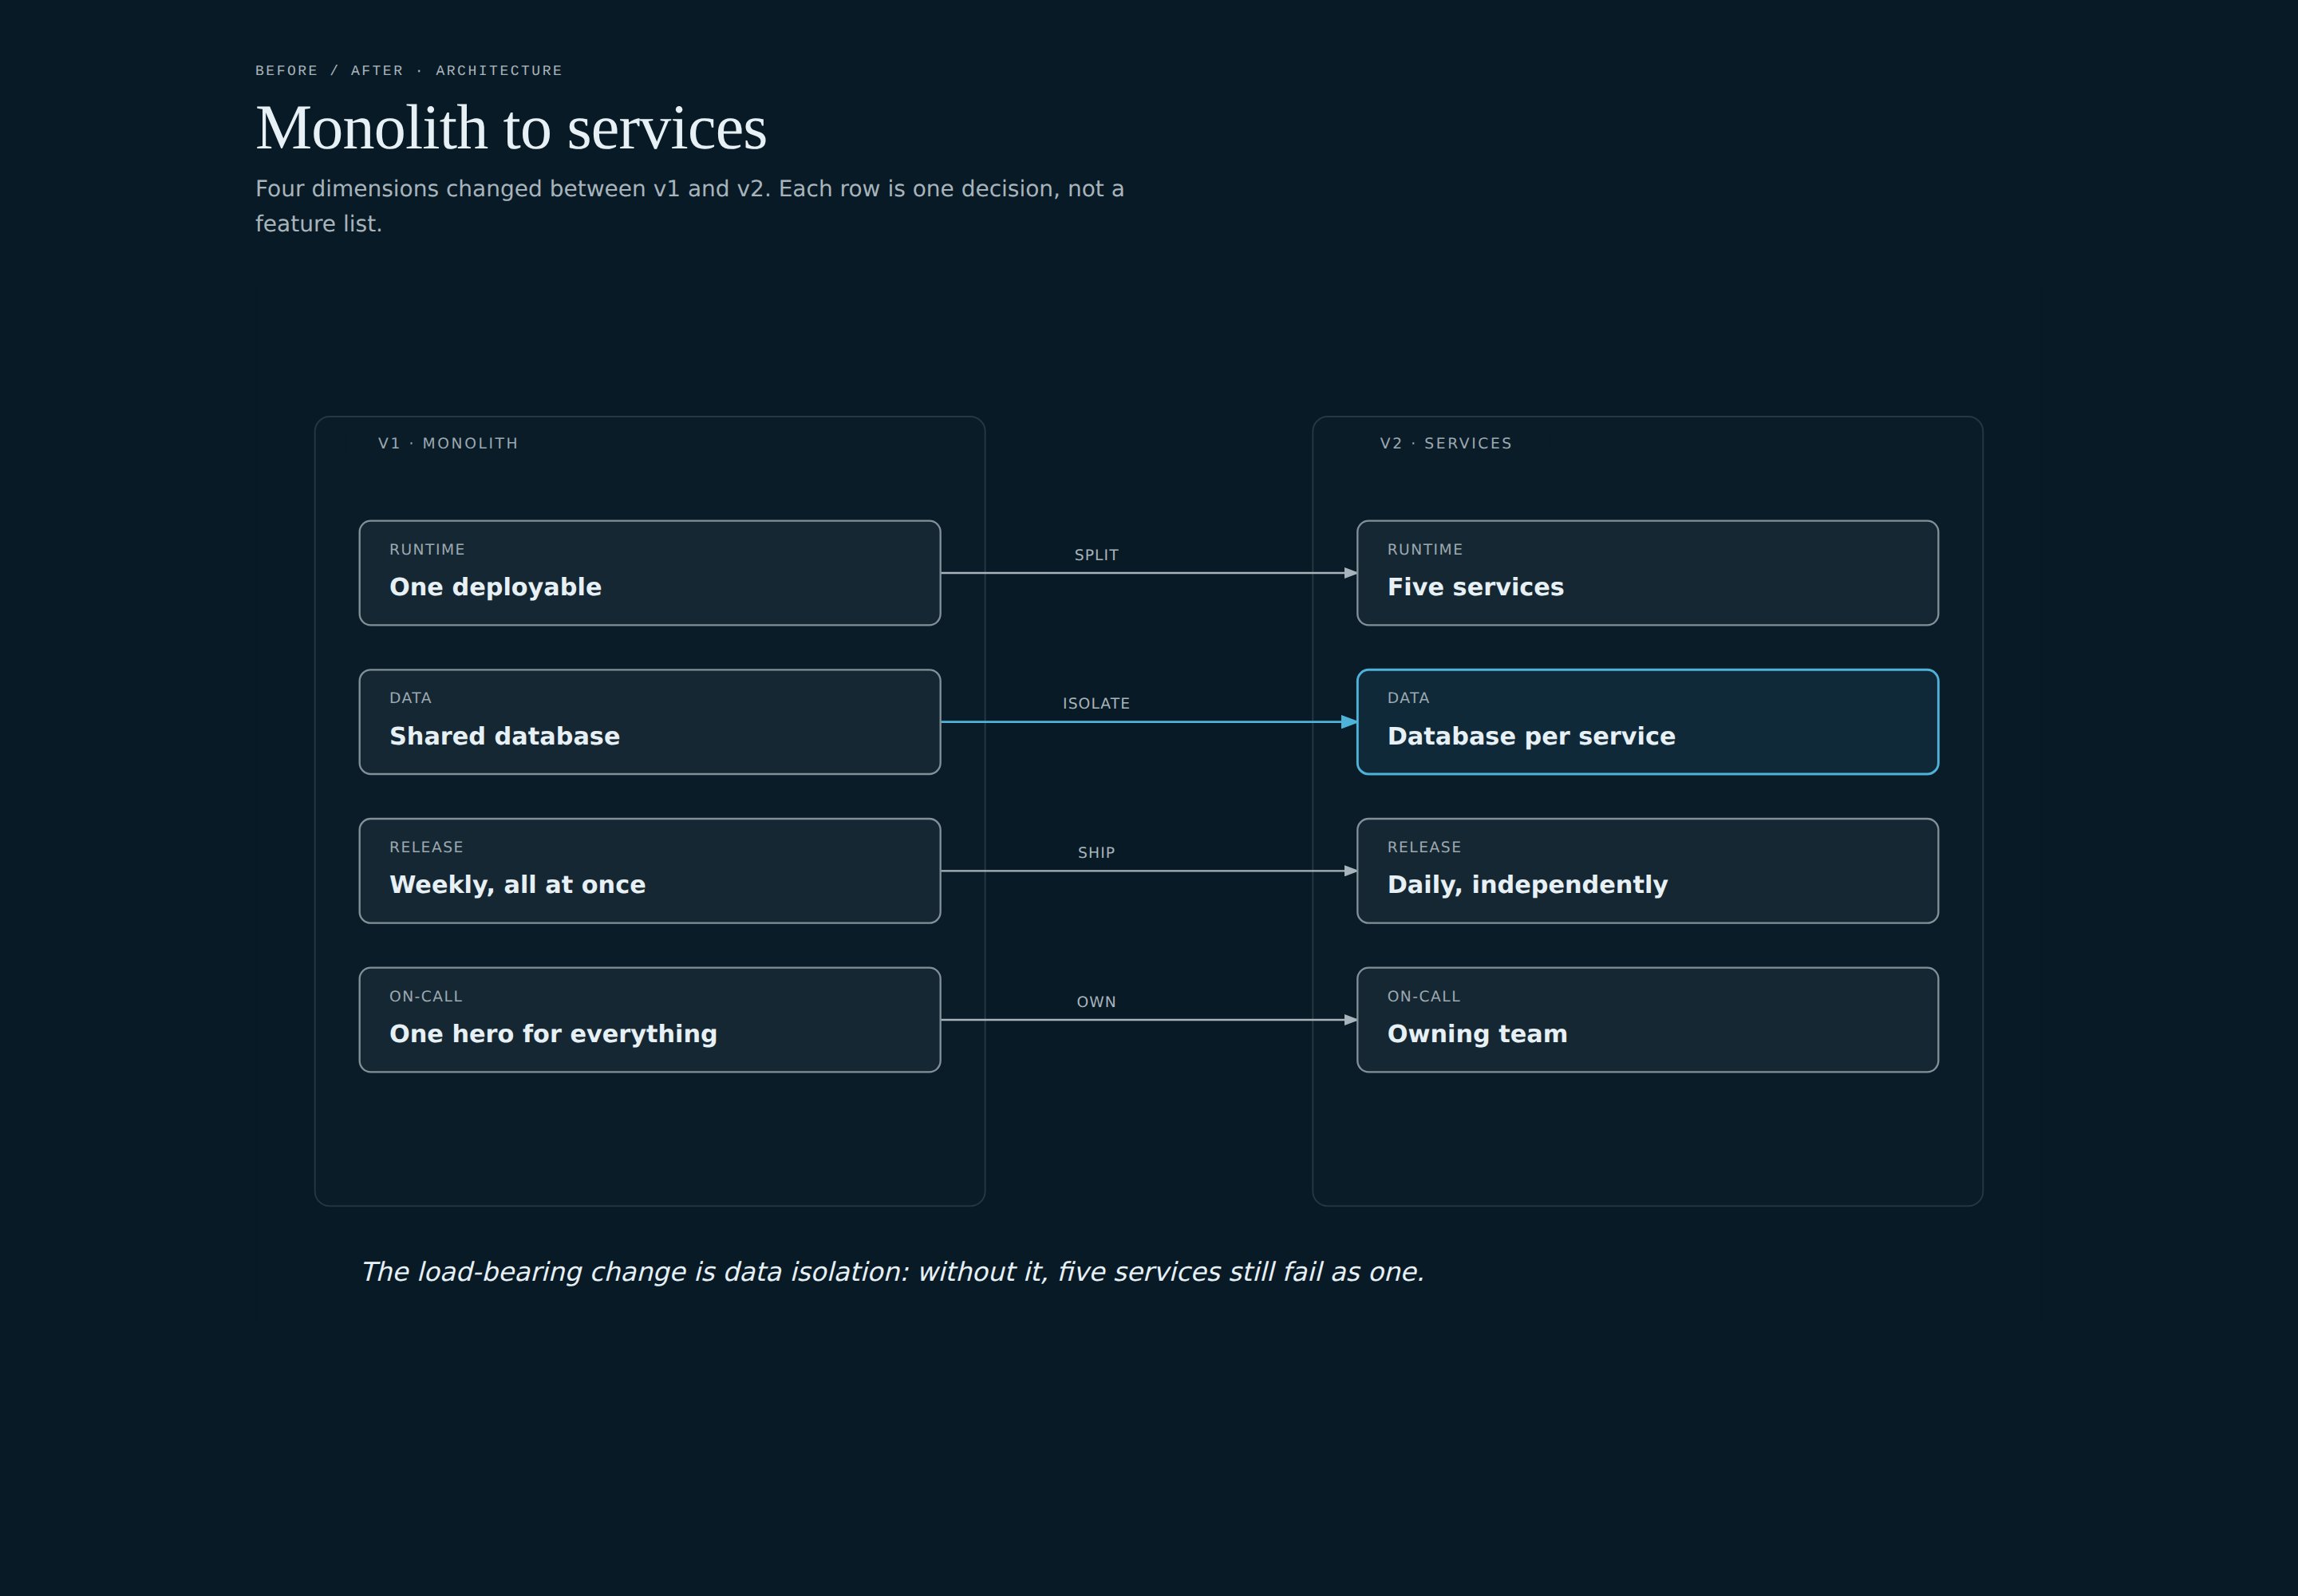 BEFORE / AFTER · ARCHITECTURE
Monolith to services
Four dimensions changed between v1 and v2. Each row is one decision, not a
feature list.
V1 · MONOLITH
V2 · SERVICES
RUNTIME
One deployable
SPLIT
RUNTIME
Five services
DATA
Shared database
ISOLATE
DATA
Database per service
RELEASE
Weekly, all at once
SHIP
RELEASE
Daily, independently
ON-CALL
One hero for everything
OWN
ON-CALL
Owning team
The load-bearing change is data isolation: without it, five services still fail as one.